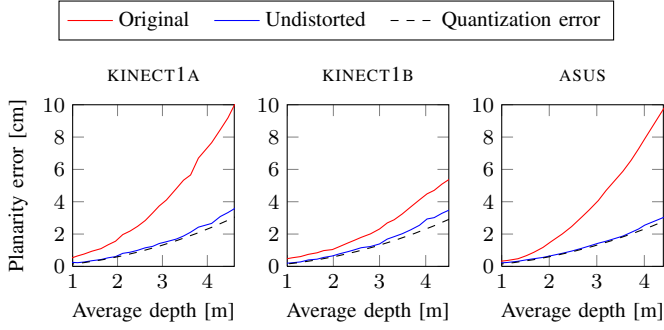 Original Undistorted Quantization error
KINECT1A KINECT1B ASUS
Planarity error [cm]
10 10 10
8 8 8
6 6 6
4 4 4
2 2 2
0 0 0
1 2 3 4 1 2 3 4 1 2 3 4
Average depth [m] Average depth [m] Average depth [m]